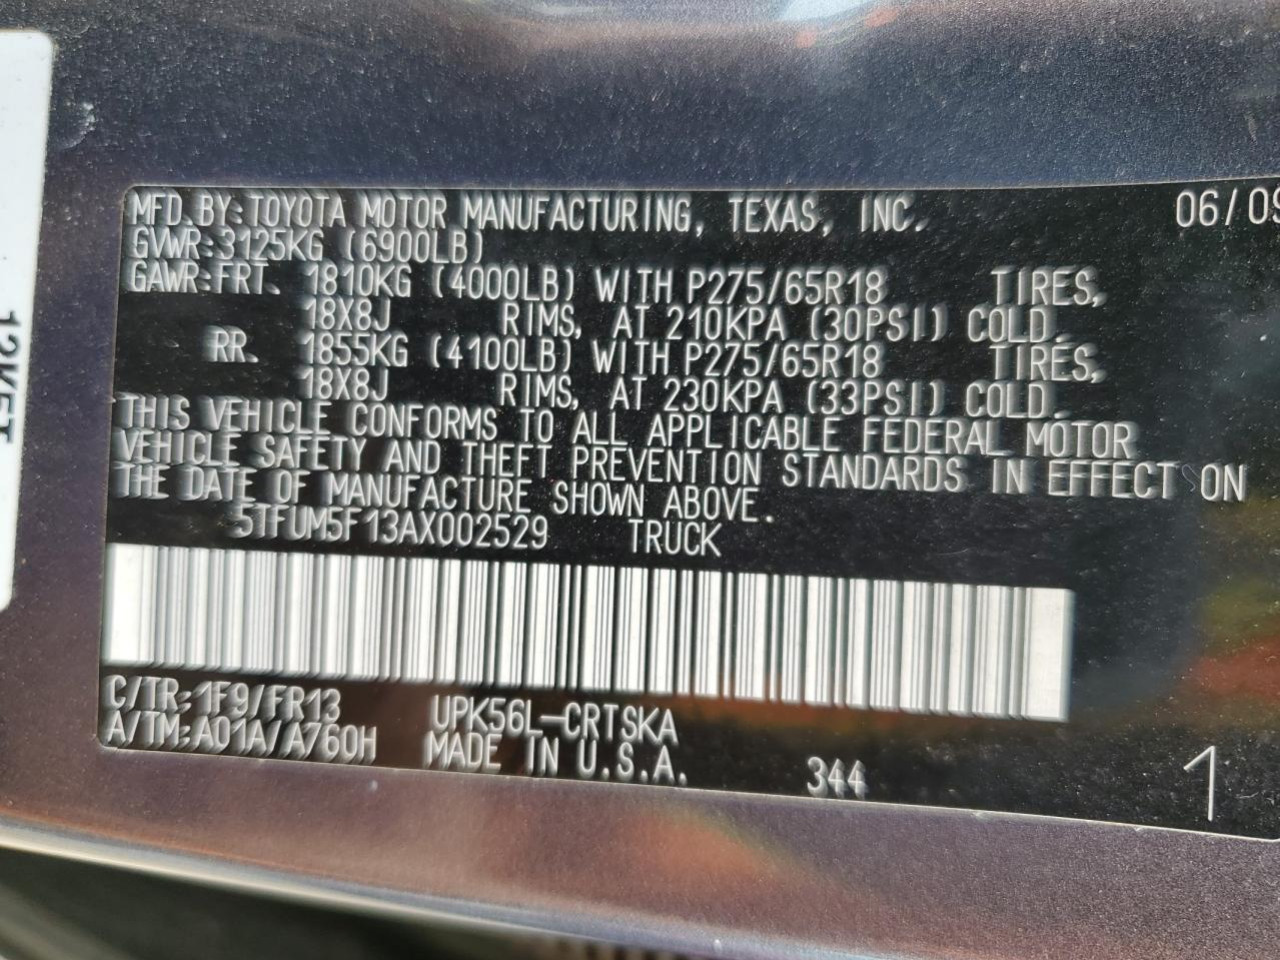 MFD. BY: TOYOTA MOTOR MANUFACTURING, TEXAS, INC. 06/09
GVWR: 3125KG (6900LB)
GAWR: FRT. 1810KG (4000LB) WITH P275/65R18 TIRES,
18X8J RIMS, AT 210KPA (30PSI) COLD.
RR. 1855KG (4100LB) WITH P275/65R18 TIRES,
18X8J RIMS, AT 230KPA (33PSI) COLD.
THIS VEHICLE CONFORMS TO ALL APPLICABLE FEDERAL MOTOR
VEHICLE SAFETY AND THEFT PREVENTION STANDARDS IN EFFECT ON
THE DATE OF MANUFACTURE SHOWN ABOVE.
5TFUM5F13AX002529 TRUCK
C/TR: 1F9/FR13 UPK56L-CRTSKA
A/TM: A01A/A760H MADE IN U.S.A. 344 1